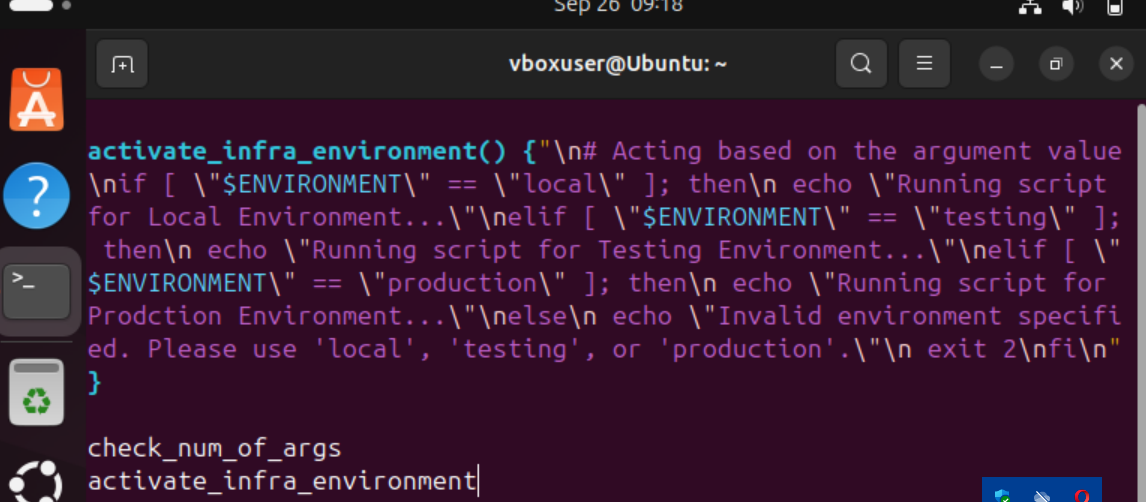 Sep 26 09:18
vboxuser@Ubuntu: ~
activate_infra_environment() {"\n# Acting based on the argument value
\nif [ \"$ENVIRONMENT\" == \"local\" ]; then\n echo \"Running script
for Local Environment...\"\nelif [ \"$ENVIRONMENT\" == \"testing\" ];
 then\n echo \"Running script for Testing Environment...\"\nelif [ \"
$ENVIRONMENT\" == \"production\" ]; then\n echo \"Running script for
Prodction Environment...\"\nelse\n echo \"Invalid environment specifi
ed. Please use 'local', 'testing', or 'production'.\"\n exit 2\nfi\n"
}
check_num_of_args
activate_infra_environment